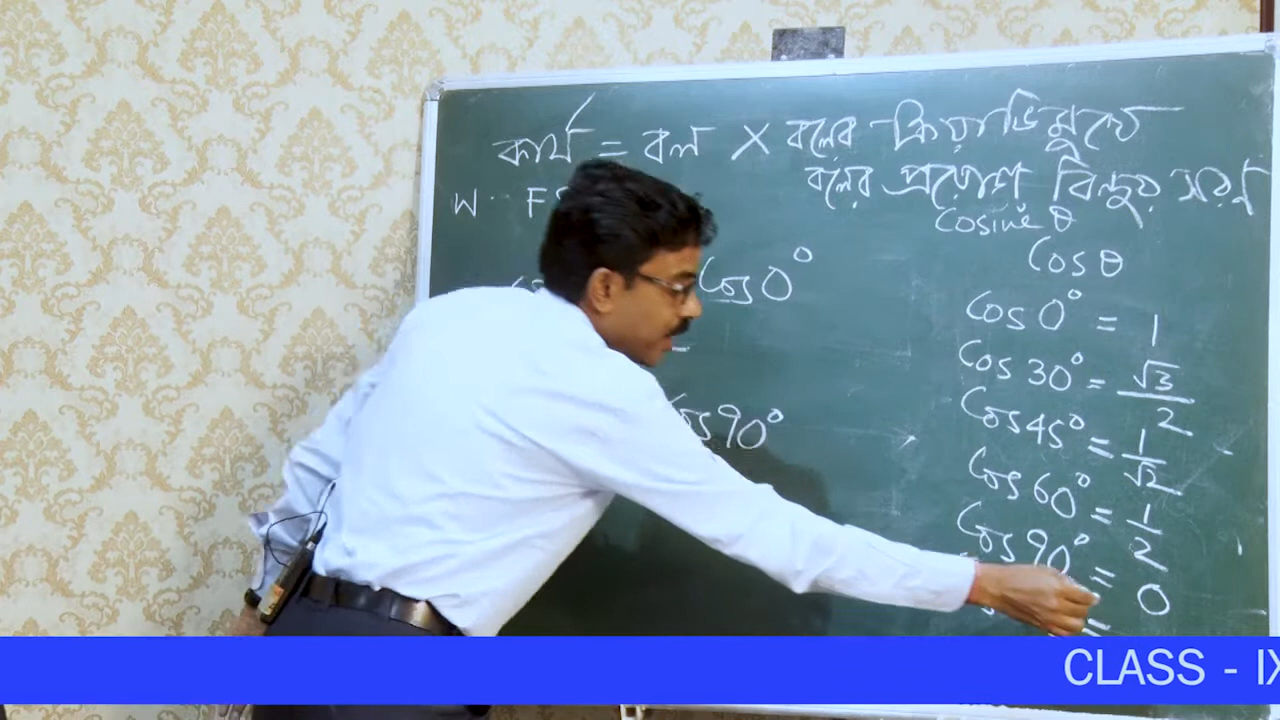 কার্য = বল × বলের ক্রিয়াভিমুখে
বলের প্রয়োগ বিন্দুর সরণ
W F
Cosine θ
Cos θ
Cos 0°
Cos 0° = 1
Cos 30° = √3/2
Cos 45° = 1/√2
Cos 90°
Cos 60° = 1/2
Cos 90° = 0
CLASS - IX